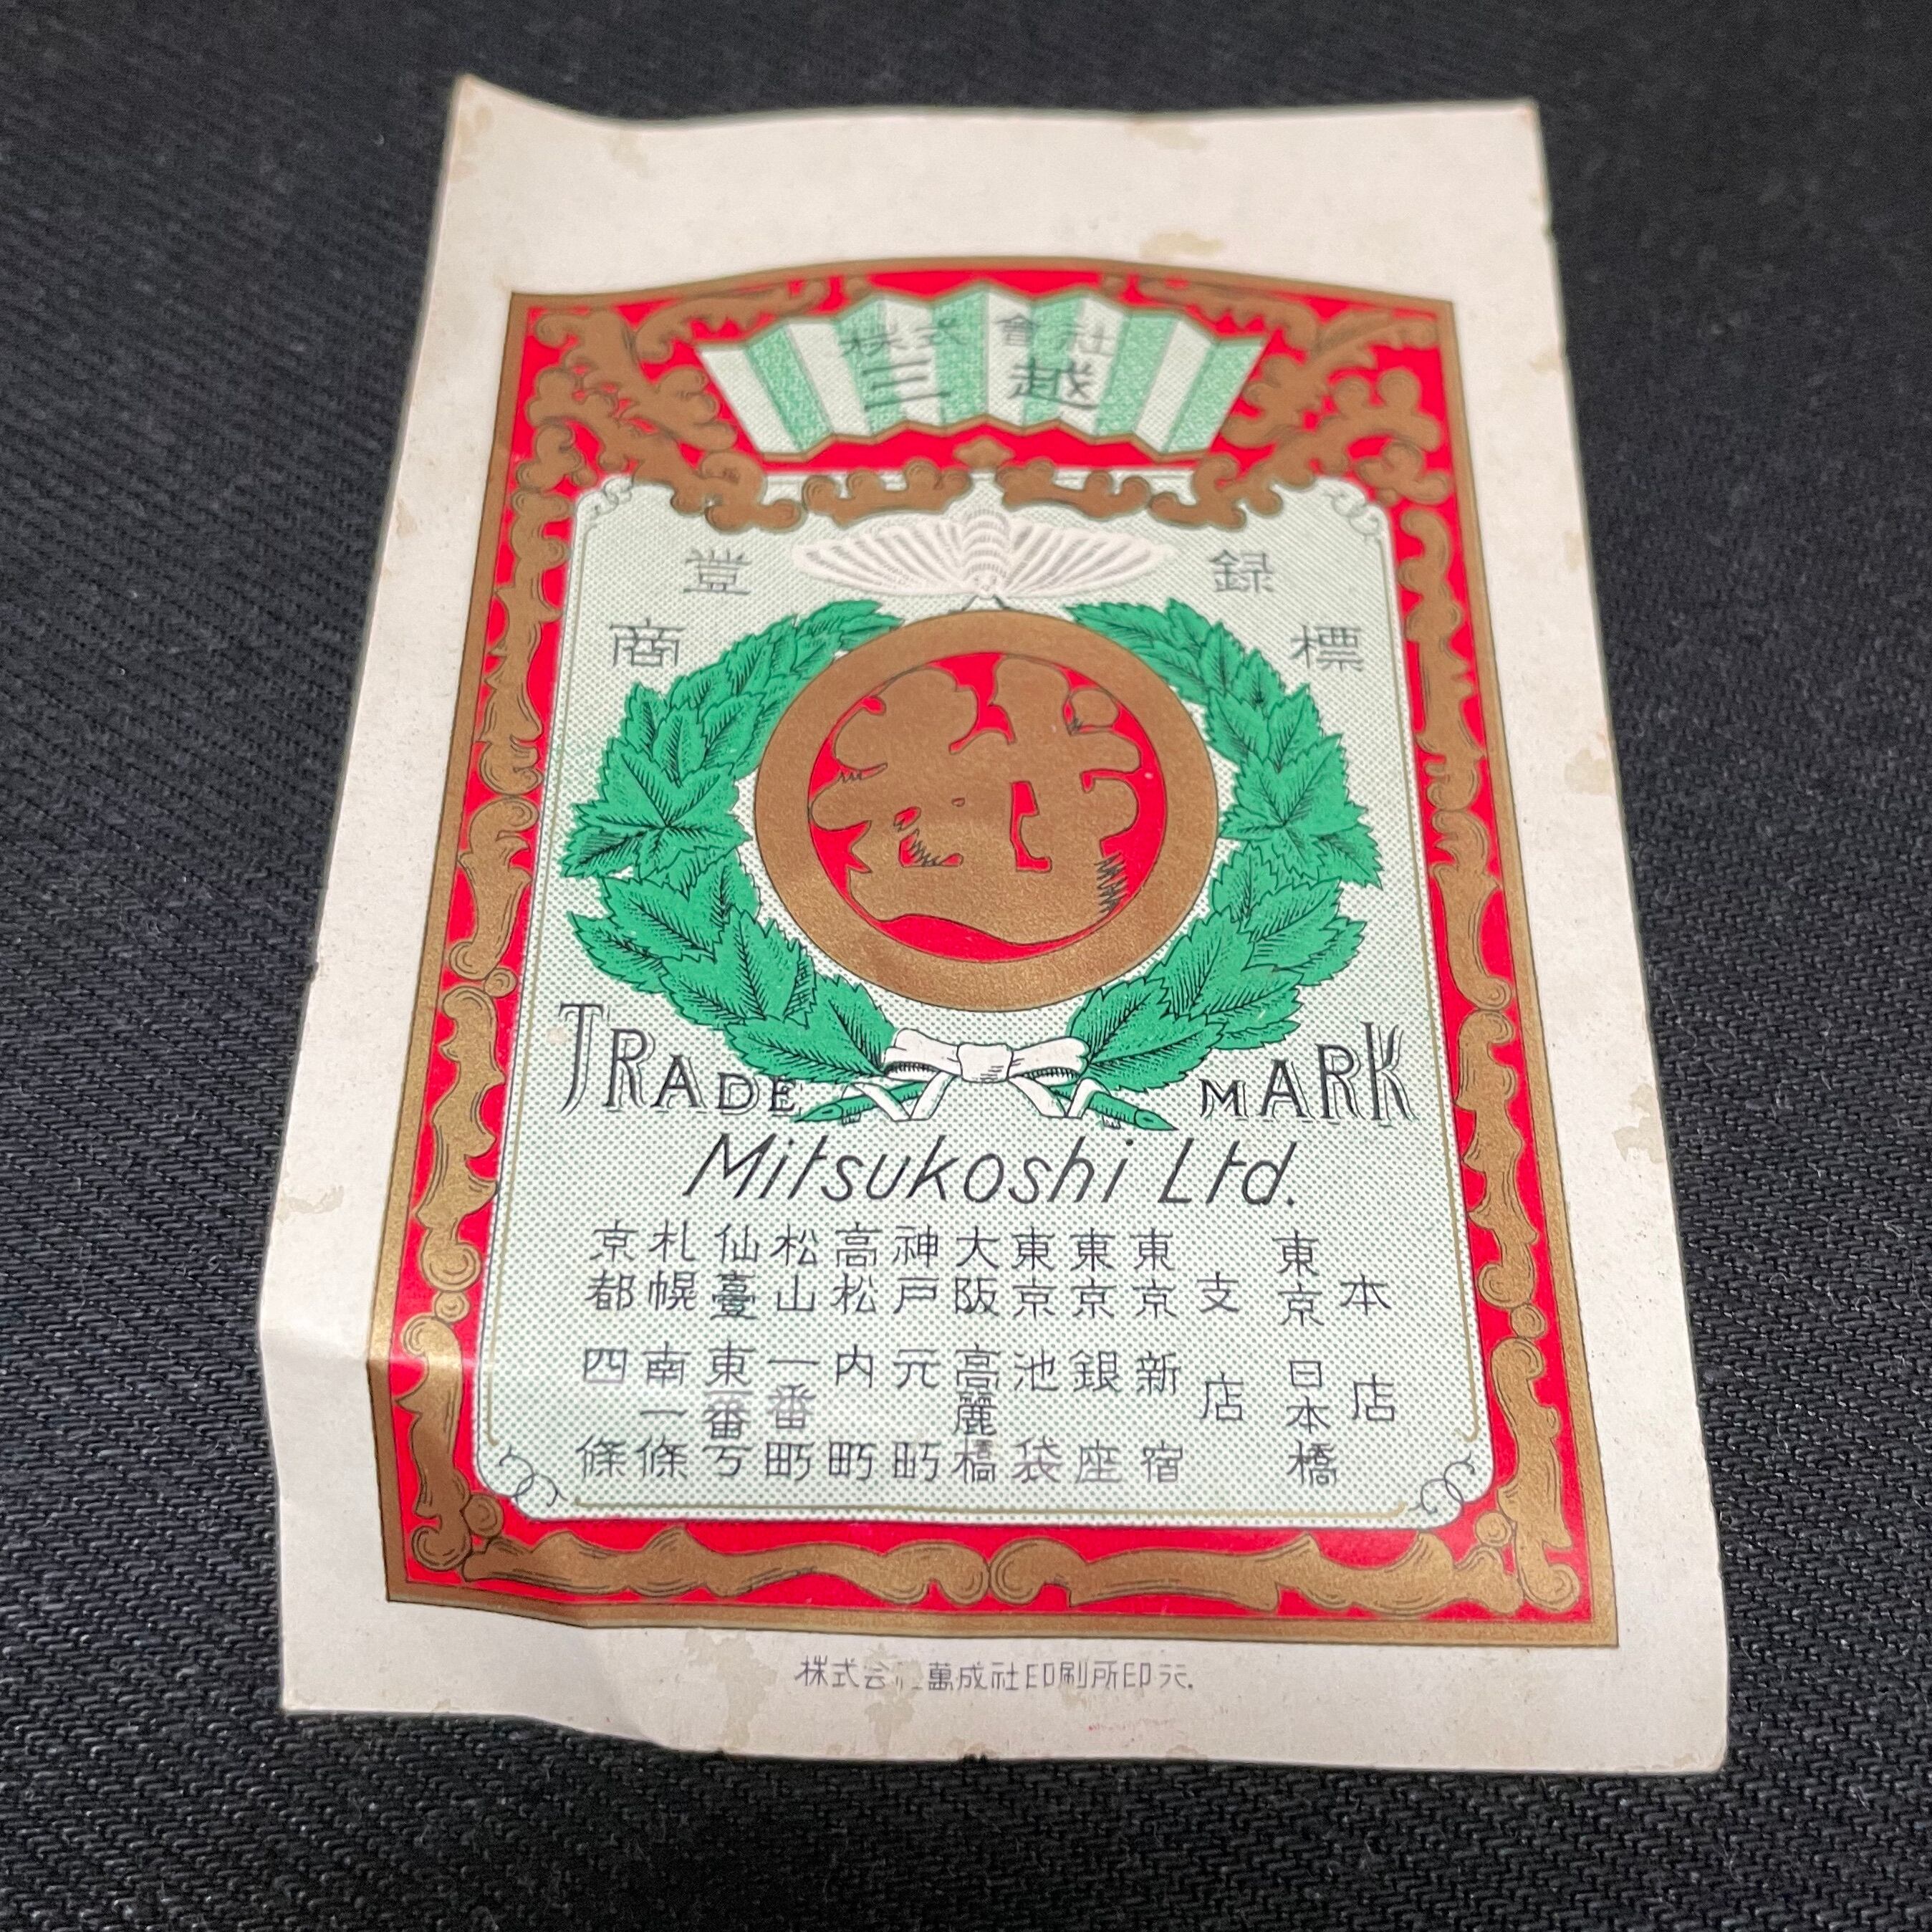 株式會社
三越
登録
商標
越
TRADE MARK
Mitsukoshi Ltd.
本店
東京日本橋
支店
東京新宿
東京銀座
東京池袋
大阪高麗橋
神戸元町
高松内町
松山一番町
仙臺東一番丁
札幌南一條
京都四條
株式会社萬成社印刷所印行